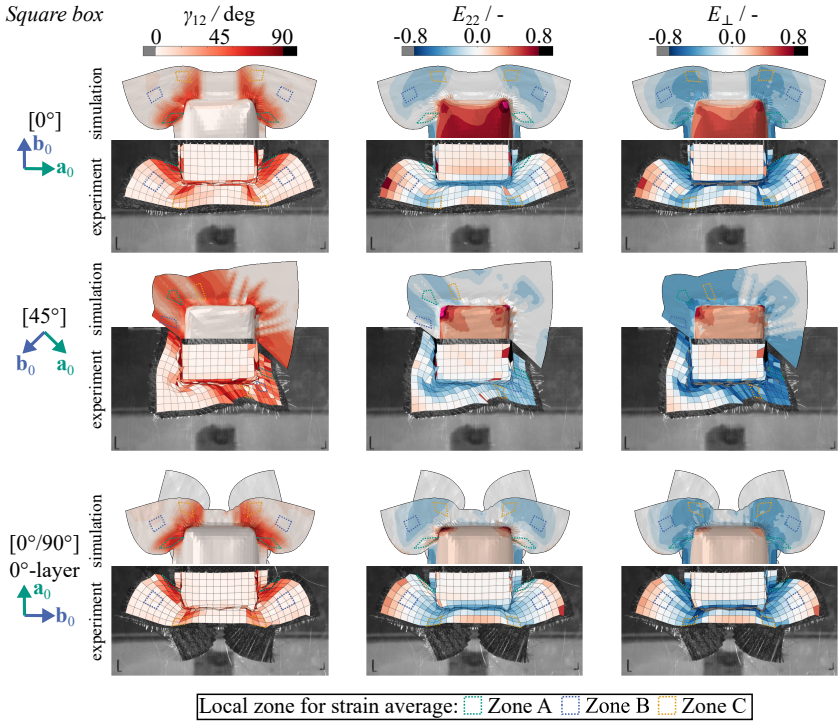 Square box
γ₁₂ / deg
0 45 90
E₂₂ / -
-0.8 0.0 0.8
E⊥ / -
-0.8 0.0 0.8
[0°]
b₀
a₀
simulation
experiment
[45°]
b₀ a₀
simulation
experiment
[0°/90°]
0°-layer
a₀
b₀
simulation
experiment
Local zone for strain average: Zone A Zone B Zone C